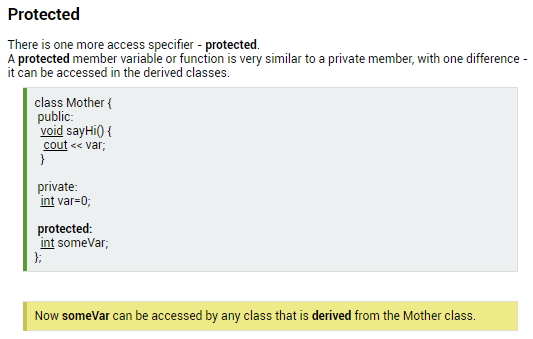 Protected
There is one more access specifier - protected.
A protected member variable or function is very similar to a private member, with one difference -
it can be accessed in the derived classes.
class Mother {
public:
void sayHi() {
cout << var;
}
private:
int var=0;
protected:
int someVar;
};
Now someVar can be accessed by any class that is derived from the Mother class.